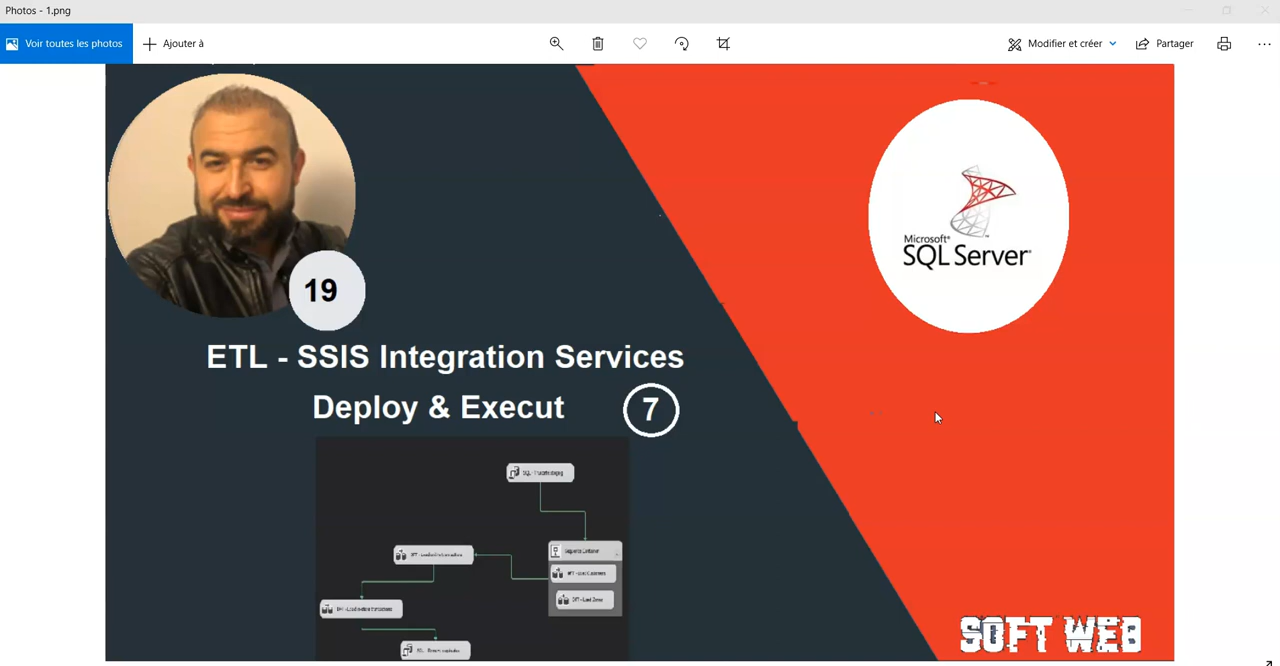 Photos - 1.png
Voir toutes les photos
Ajouter à
Modifier et créer
Partager
Microsoft®
SQL Server®
19
ETL - SSIS Integration Services
Deploy & Execut
7
SOFT WEB